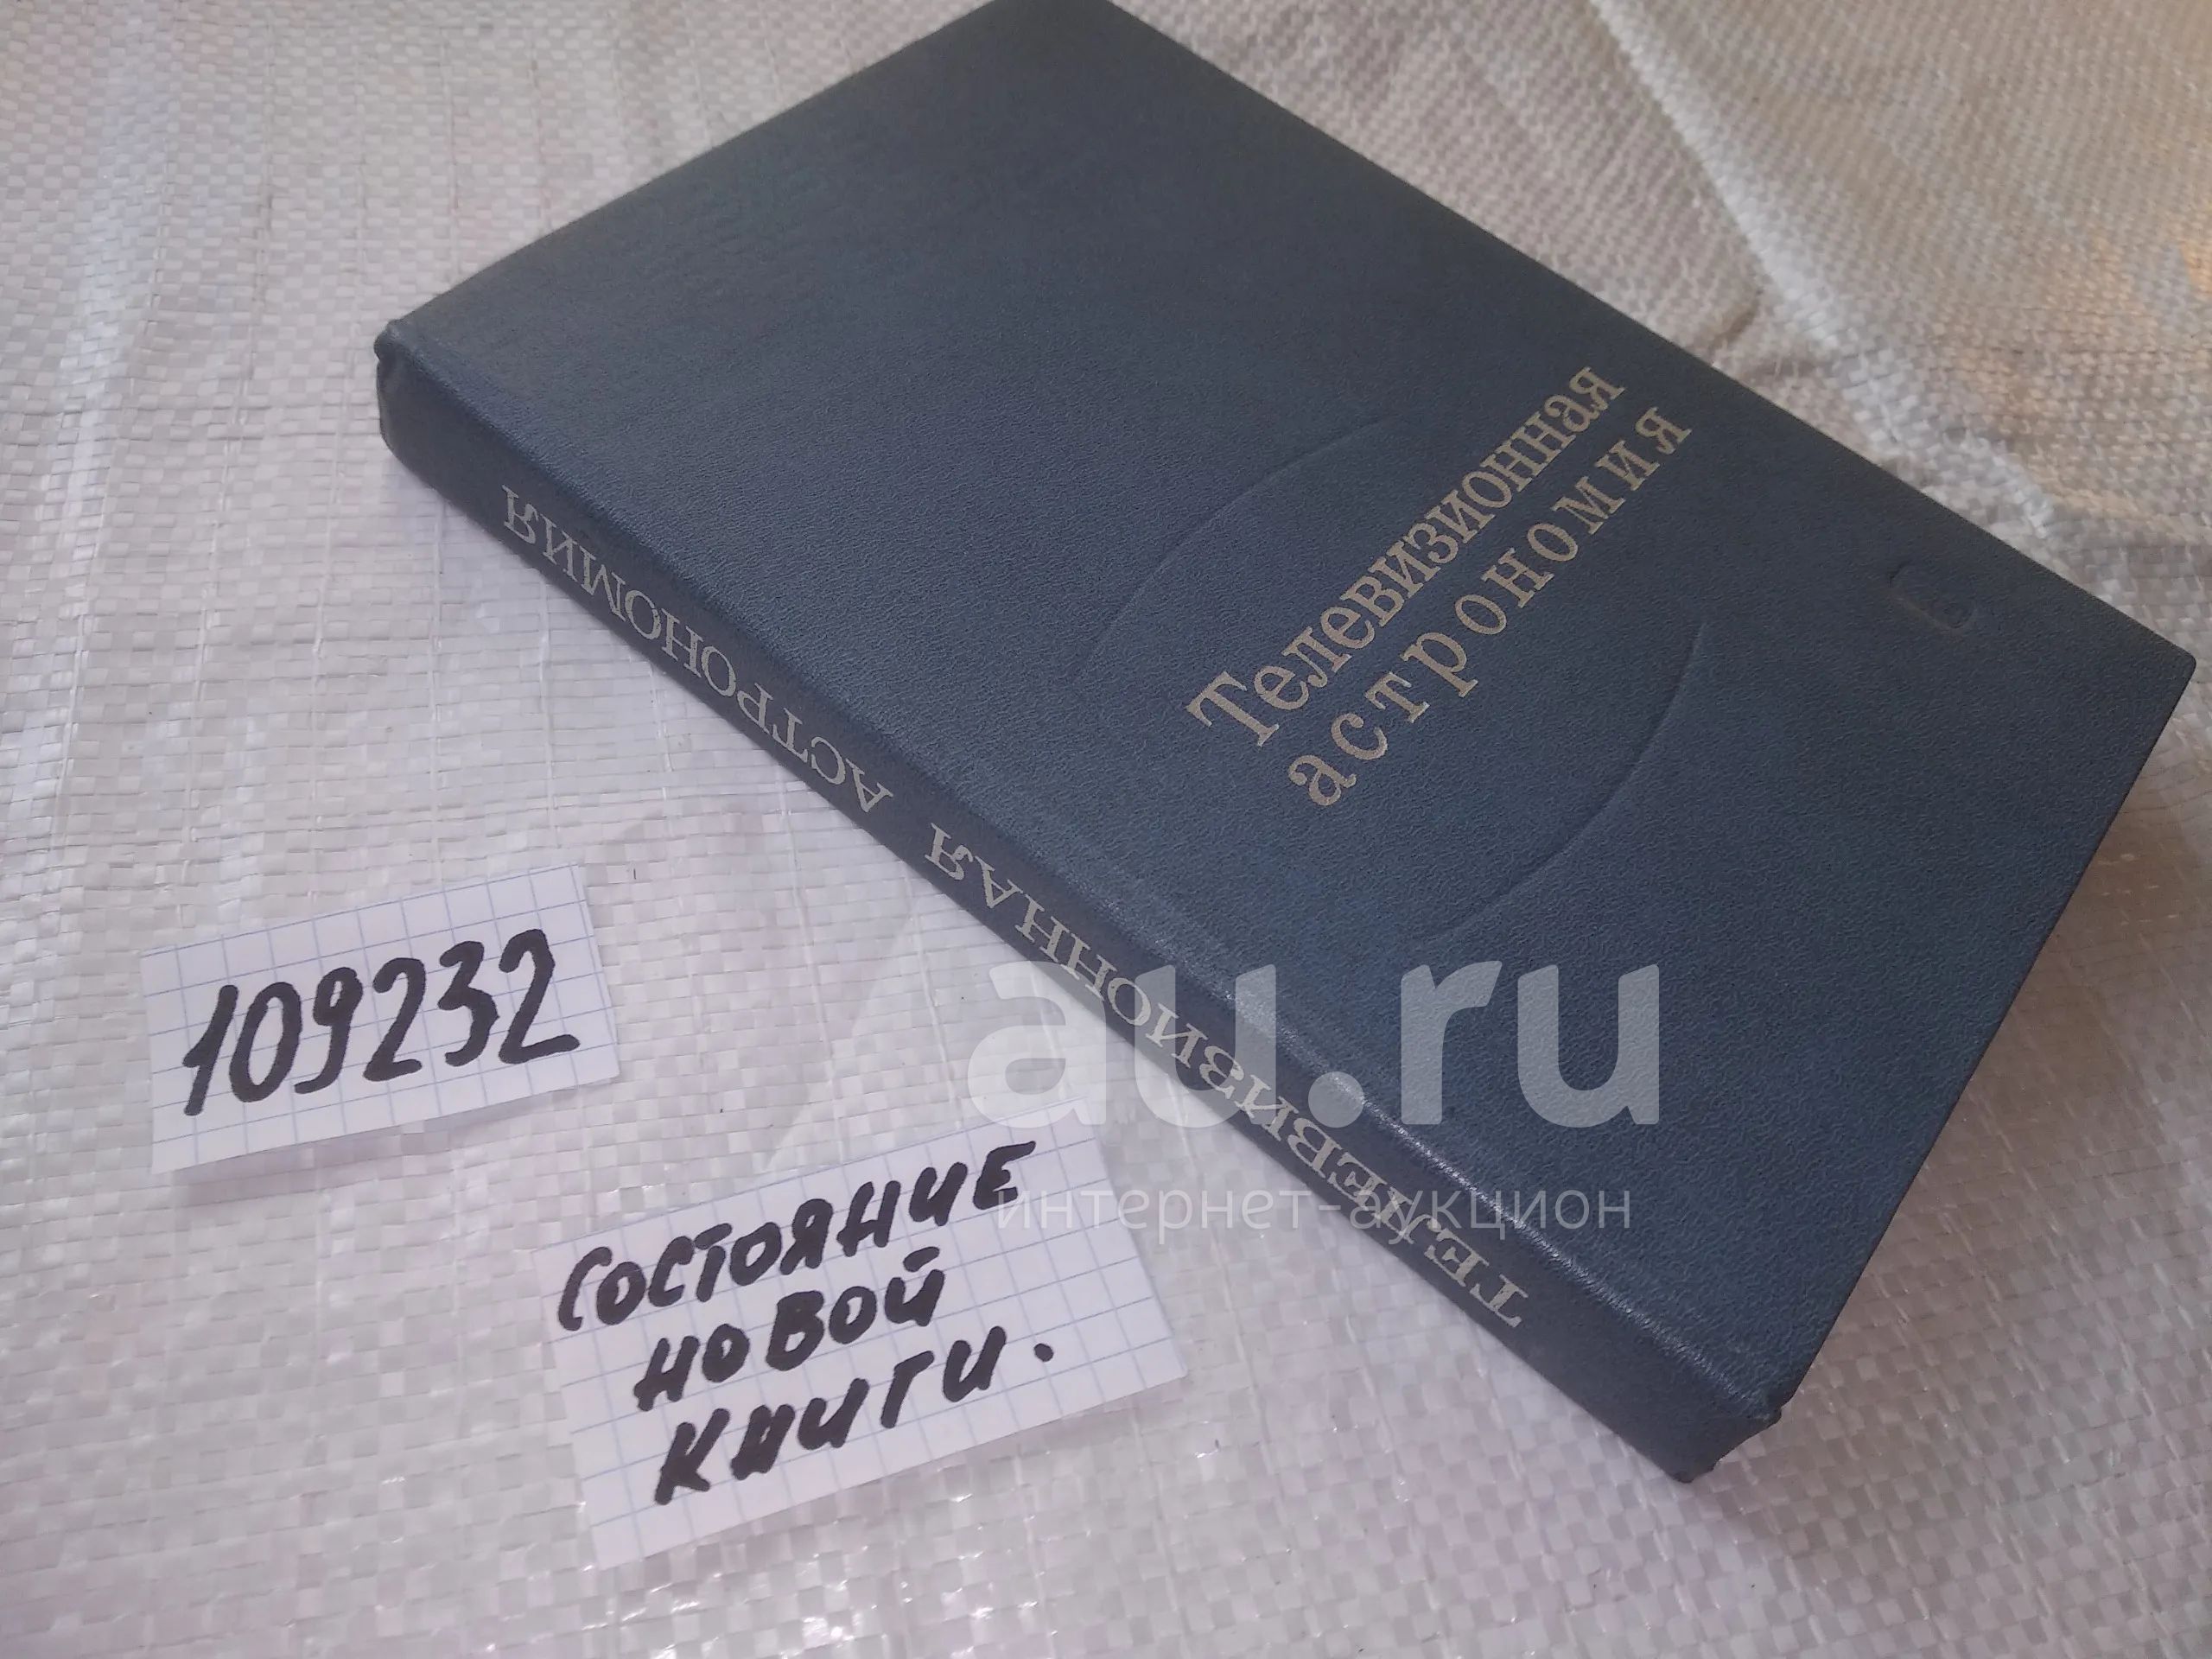 Телевизионная
астрономия
ТЕЛЕВИЗИОННАЯ АСТРОНОМИЯ
109232
СОСТОЯНИЕ
НОВОЙ
КНИГИ.
au.ru
интернет-аукцион